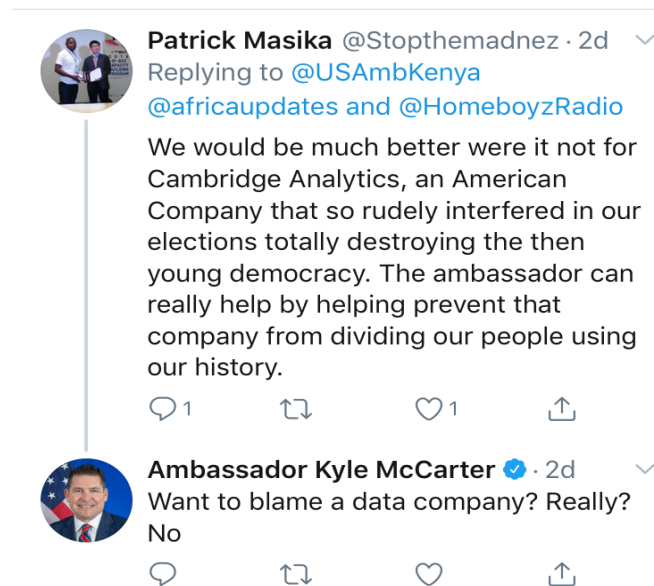 Patrick Masika @Stopthemadnez · 2d
Replying to @USAmbKenya
@africaupdates and @HomeboyzRadio
We would be much better were it not for
Cambridge Analytics, an American
Company that so rudely interfered in our
elections totally destroying the then
young democracy. The ambassador can
really help by helping prevent that
company from dividing our people using
our history.
1 1
Ambassador Kyle McCarter · 2d
Want to blame a data company? Really?
No